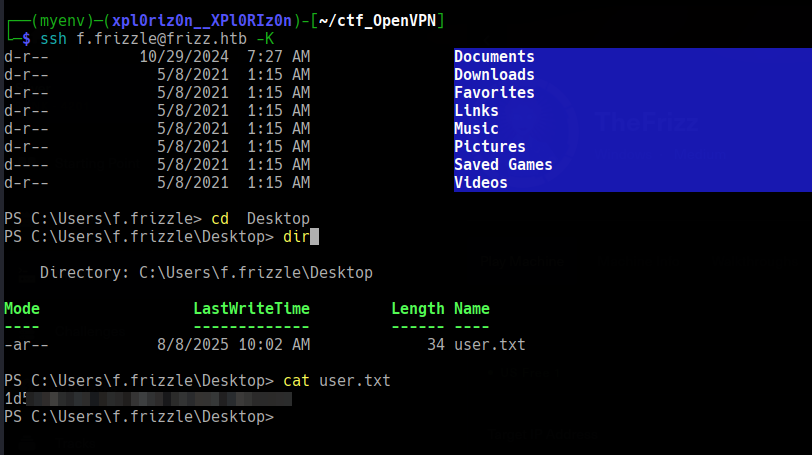 ┌──(myenv)─(xpl0riz0n__XPl0RIz0n)-[~/ctf_OpenVPN]
└─$ ssh f.frizzle@frizz.htb -K
d-r-- 10/29/2024 7:27 AM Documents
d-r-- 5/8/2021 1:15 AM Downloads
d-r-- 5/8/2021 1:15 AM Favorites
d-r-- 5/8/2021 1:15 AM Links
d-r-- 5/8/2021 1:15 AM Music
d-r-- 5/8/2021 1:15 AM Pictures
d---- 5/8/2021 1:15 AM Saved Games
d-r-- 5/8/2021 1:15 AM Videos
TheFrizz
PS C:\Users\f.frizzle> cd  Desktop
PS C:\Users\f.frizzle\Desktop> dir
Directory: C:\Users\f.frizzle\Desktop
Mode LastWriteTime Length Name
---- ------------- ------ ----
-ar-- 8/8/2025 10:02 AM 34 user.txt
PS C:\Users\f.frizzle\Desktop> cat user.txt
1d5
PS C:\Users\f.frizzle\Desktop>